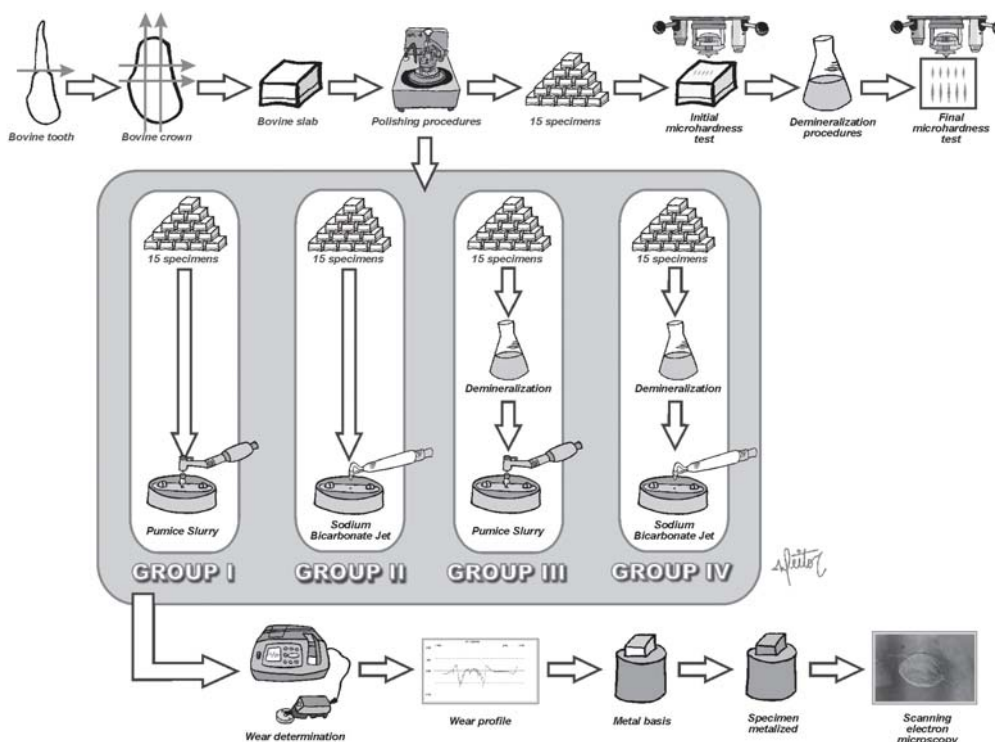 Bovine tooth
Bovine crown
Bovine slab
Polishing procedures
15 specimens
Initial
microhardness
test
Demineralization
procedures
Final
microhardness
test
15 specimens
15 specimens
15 specimens
15 specimens
Demineralization
Demineralization
Pumice Slurry
Sodium
Bicarbonate Jet
Pumice Slurry
Sodium
Bicarbonate Jet
GROUP I
GROUP II
GROUP III
GROUP IV
Wear determination
Wear profile
Metal basis
Specimen
metalized
Scanning
electron
microscopy